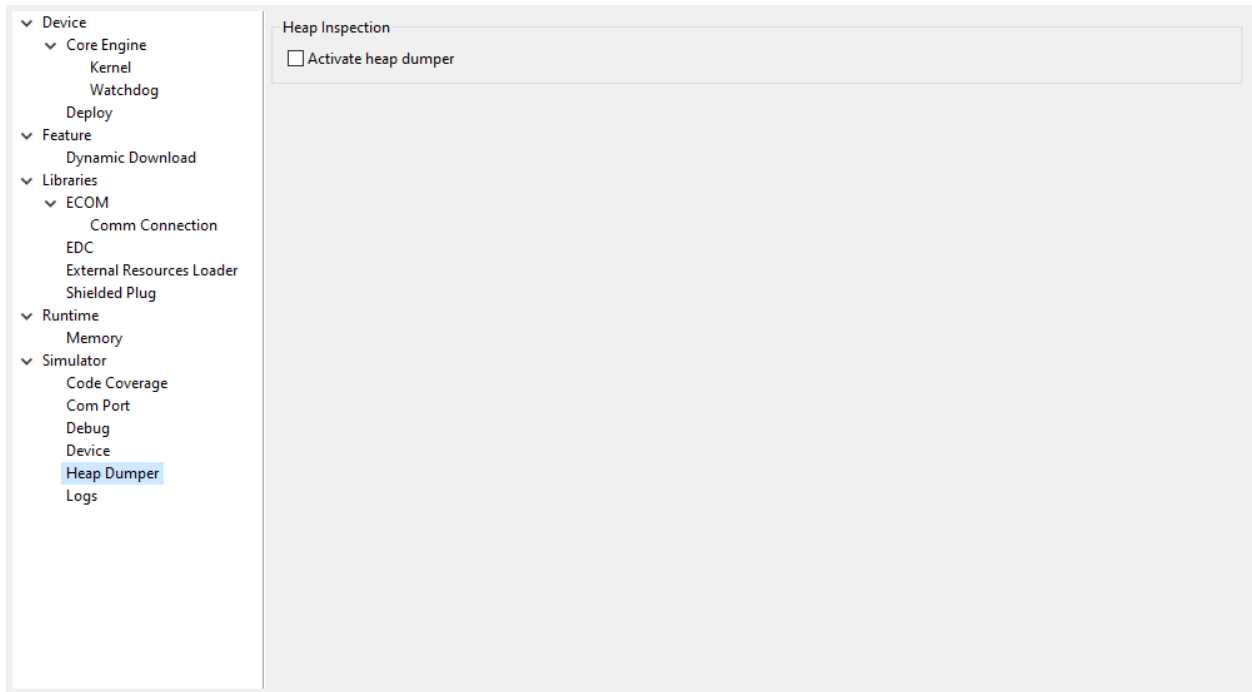 Device
Core Engine
Kernel
Watchdog
Deploy
Feature
Dynamic Download
Libraries
ECOM
Comm Connection
EDC
External Resources Loader
Shielded Plug
Runtime
Memory
Simulator
Code Coverage
Com Port
Debug
Device
Heap Dumper
Logs
Heap Inspection
Activate heap dumper